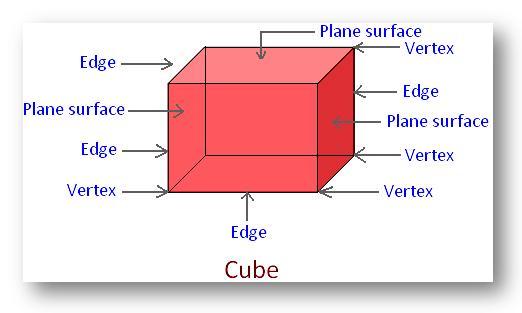 Plane surface
Vertex
Edge
Edge
Plane surface
Plane surface
Edge
Vertex
Vertex
Vertex
Edge
Cube